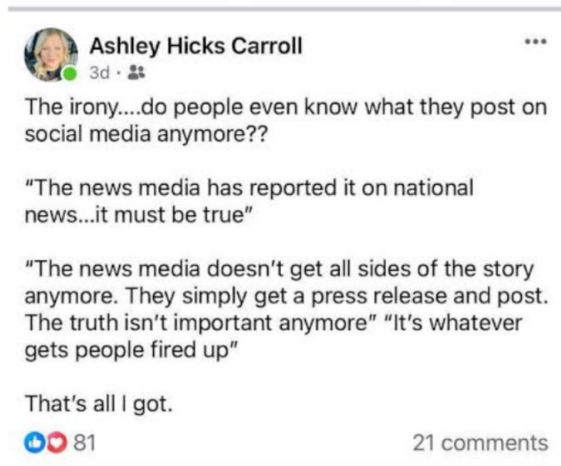 Ashley Hicks Carroll
...
3d ·
The irony....do people even know what they post on
social media anymore??
"The news media has reported it on national
news...it must be true"
"The news media doesn't get all sides of the story
anymore. They simply get a press release and post.
The truth isn't important anymore" "It's whatever
gets people fired up"
That's all I got.
81
21 comments